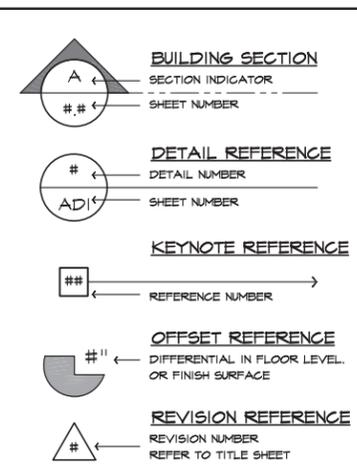 BUILDING SECTION
A
SECTION INDICATOR
#.#
SHEET NUMBER
DETAIL REFERENCE
#
DETAIL NUMBER
AD1
SHEET NUMBER
KEYNOTE REFERENCE
##
REFERENCE NUMBER
OFFSET REFERENCE
#"
DIFFERENTIAL IN FLOOR LEVEL.
OR FINISH SURFACE
REVISION REFERENCE
REVISION NUMBER
#
REFER TO TITLE SHEET